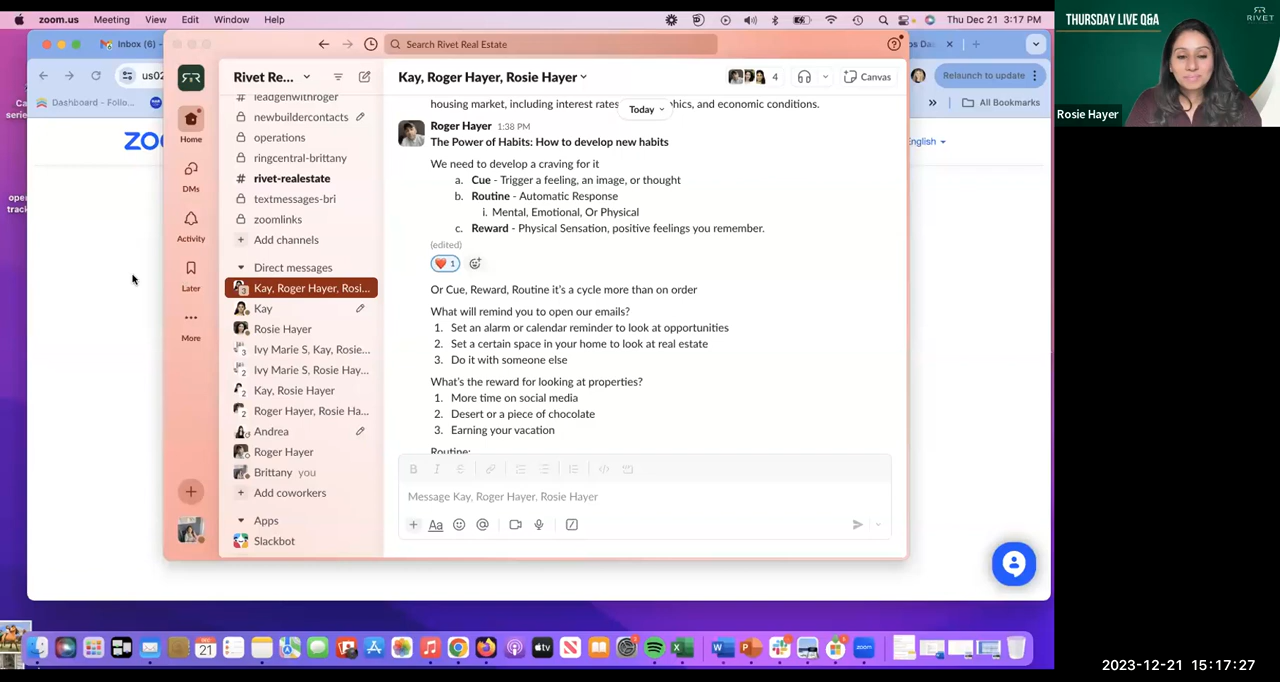 zoom.us Meeting View Edit Window Help Thu Dec 21 3:17 PM
THURSDAY LIVE Q&A
RIVET
Rosie Hayer
Inbox (6) -
us02
Relaunch to update
Dashboard - Follo...
All Bookmarks
English
Search Rivet Real Estate
Rivet Re...
Kay, Roger Hayer, Rosie Hayer
4
Canvas
Home
DMs
Activity
Later
More
leadgenwithroger
newbuildercontacts
operations
ringcentral-brittany
rivet-realestate
textmessages-bri
zoomlinks
Add channels
Direct messages
Kay, Roger Hayer, Rosi...
Kay
Rosie Hayer
Ivy Marie S, Kay, Rosie...
Ivy Marie S, Rosie Hay...
Kay, Rosie Hayer
Roger Hayer, Rosie Ha...
Andrea
Roger Hayer
Brittany you
Add coworkers
Apps
Slackbot
housing market, including interest rates
hics, and economic conditions.
Today
Roger Hayer 1:38 PM
The Power of Habits: How to develop new habits
We need to develop a craving for it
a. Cue - Trigger a feeling, an image, or thought
b. Routine - Automatic Response
i. Mental, Emotional, Or Physical
c. Reward - Physical Sensation, positive feelings you remember.
(edited)
1
Or Cue, Reward, Routine it's a cycle more than on order
What will remind you to open our emails?
1. Set an alarm or calendar reminder to look at opportunities
2. Set a certain space in your home to look at real estate
3. Do it with someone else
What's the reward for looking at properties?
1. More time on social media
2. Desert or a piece of chocolate
3. Earning your vacation
Routine:
Message Kay, Roger Hayer, Rosie Hayer
2023-12-21 15:17:27